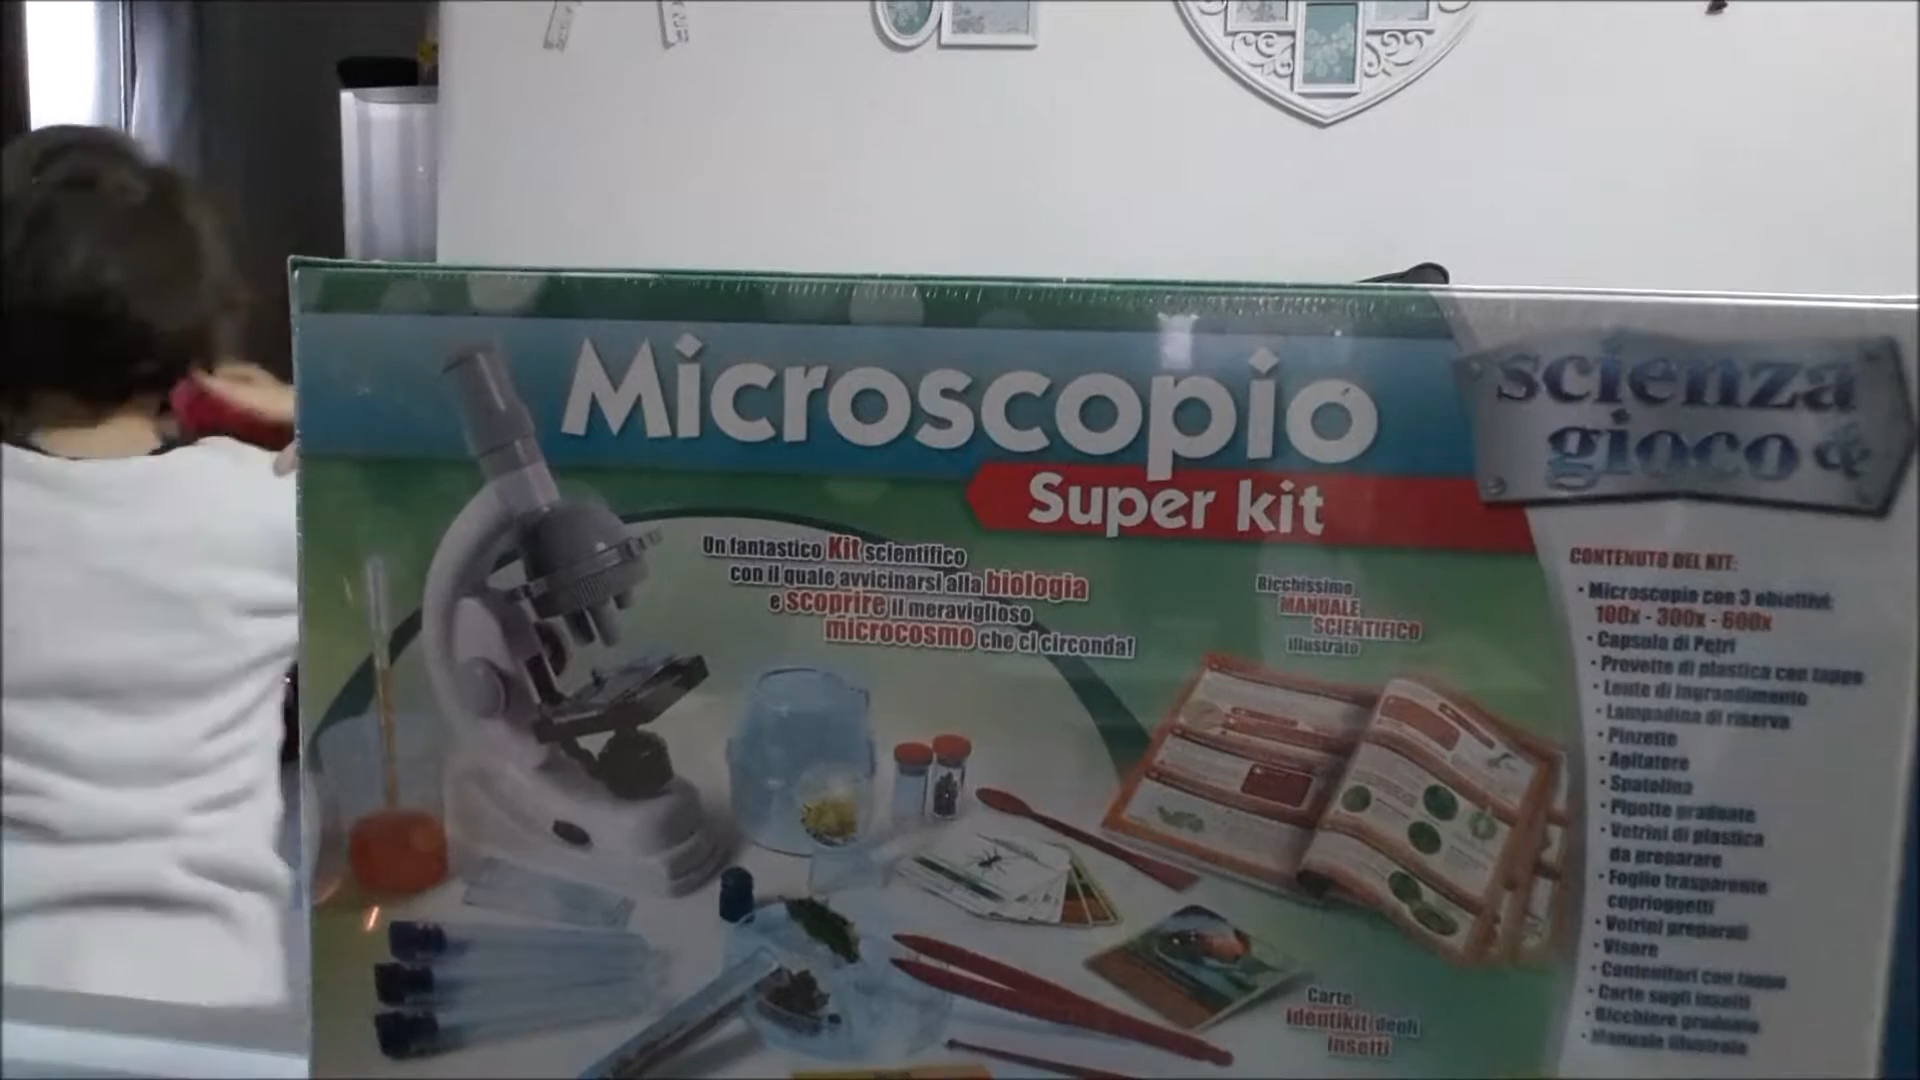 Microscopio
Super kit
scienza
gioco &
Un fantastico Kit scientifico
con il quale avvicinarsi alla biologia
e scoprire il meraviglioso
microcosmo che ci circonda!
Ricchissimo
MANUALE
SCIENTIFICO
illustrato
Carte
identikit degli
insetti
CONTENUTO DEL KIT:
• Microscopio con 3 obiettivi:
100x - 300x - 600x
• Capsula di Petri
• Provette di plastica con tappo
• Lente di ingrandimento
• Lampadina di riserva
• Pinzette
• Agitatore
• Spatolina
• Pipette graduate
• Vetrini di plastica
da preparare
• Foglio trasparente
coprioggetti
• Vetrini preparati
• Visore
• Contenitori con tappo
• Carte sugli insetti
• Bicchiere graduato
• Manuale illustrato